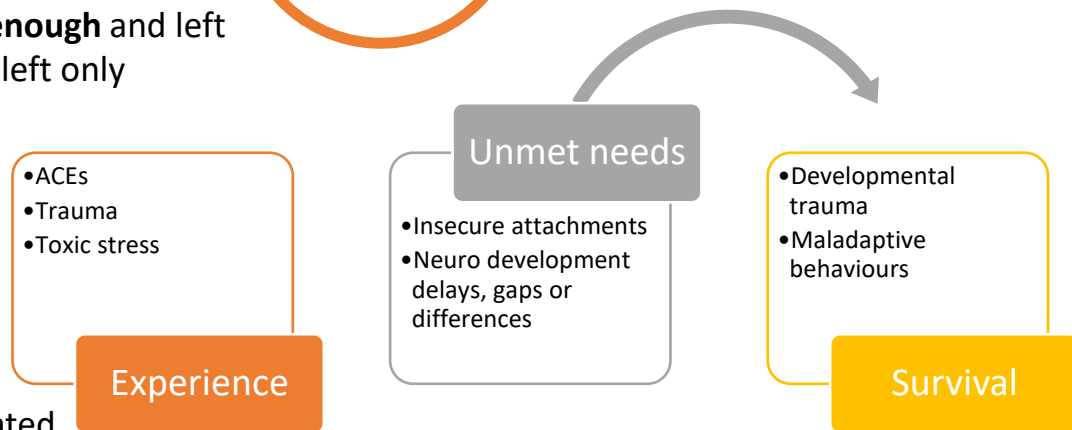 enough and left
left only
•ACEs
•Trauma
•Toxic stress
Experience
Unmet needs
•Insecure attachments
•Neuro development
delays, gaps or
differences
•Developmental
trauma
•Maladaptive
behaviours
Survival